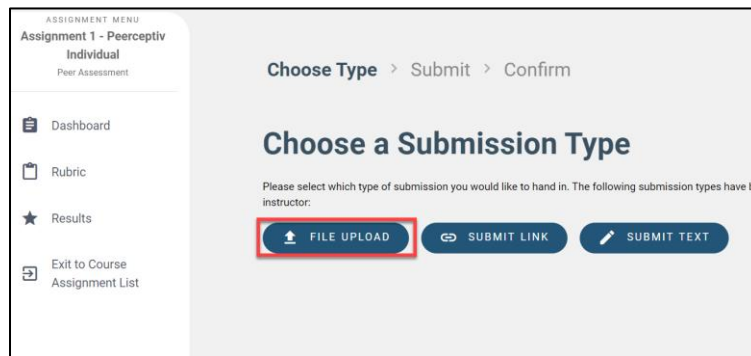 ASSIGNMENT MENU
Assignment 1 - Peerceptiv
Individual
Peer Assessment
Dashboard
Rubric
Results
Exit to Course
Assignment List
Choose Type > Submit > Confirm
Choose a Submission Type
Please select which type of submission you would like to hand in. The following submission types have
instructor:
FILE UPLOAD
SUBMIT LINK
SUBMIT TEXT